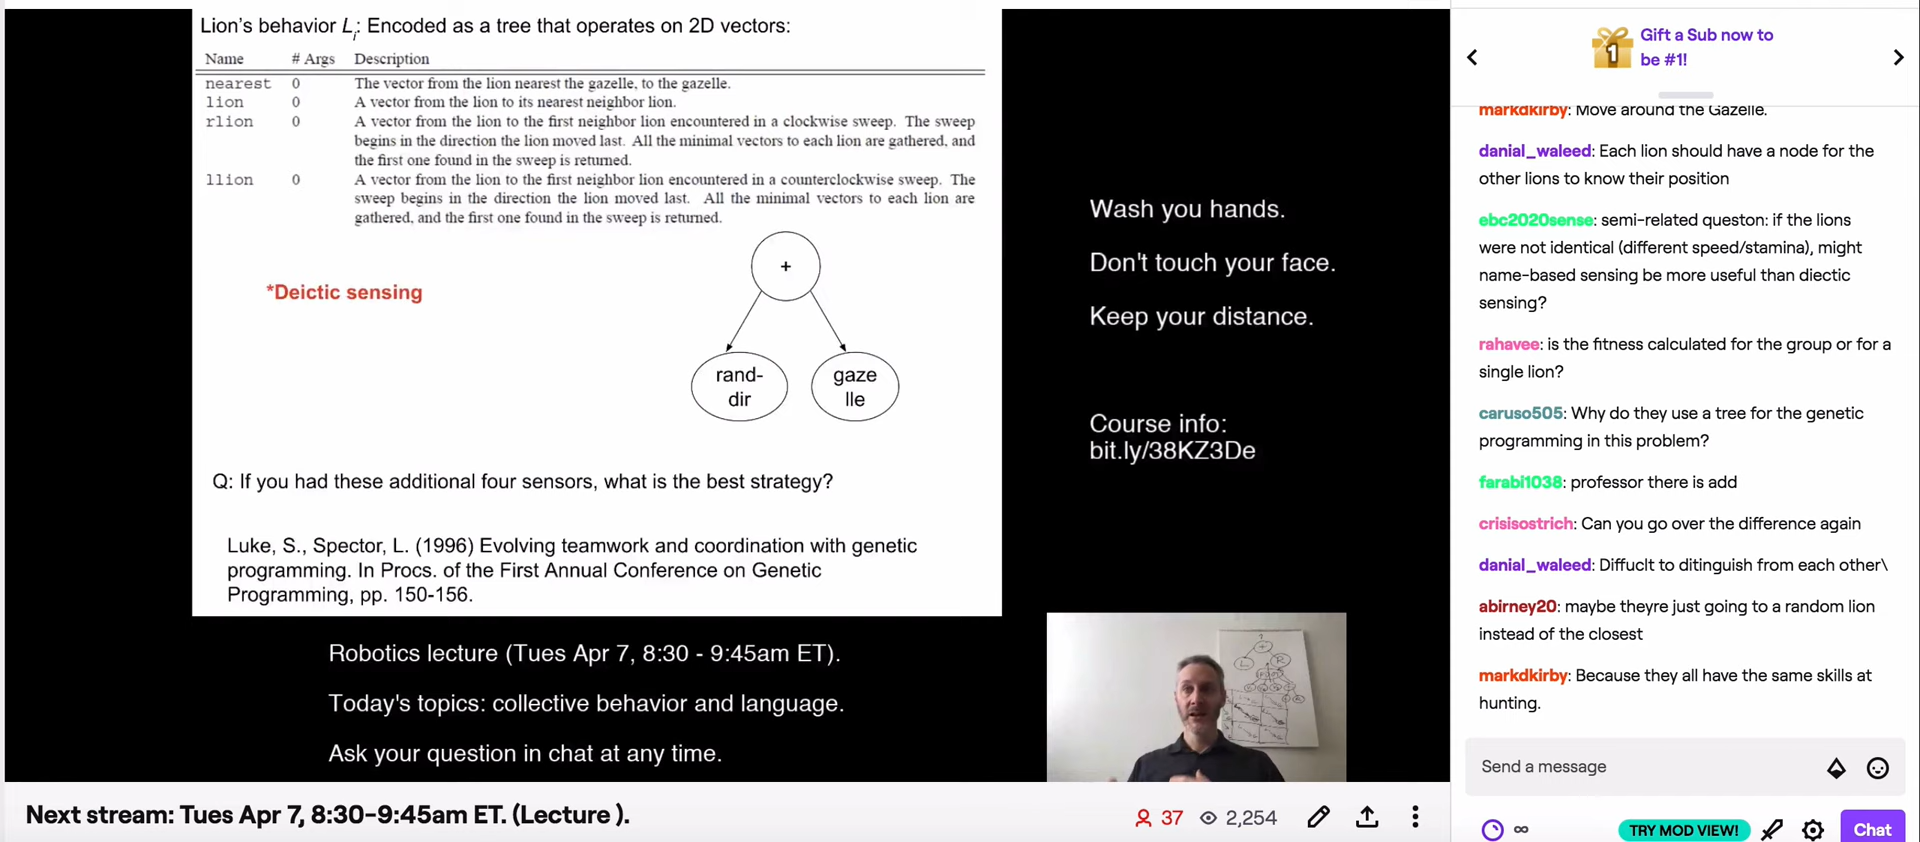 Lion's behavior Li: Encoded as a tree that operates on 2D vectors:
Name # Args Description
nearest 0 The vector from the lion nearest the gazelle, to the gazelle.
lion 0 A vector from the lion to its nearest neighbor lion.
rlion 0 A vector from the lion to the first neighbor lion encountered in a clockwise sweep. The sweep
begins in the direction the lion moved last. All the minimal vectors to each lion are gathered, and
the first one found in the sweep is returned.
llion 0 A vector from the lion to the first neighbor lion encountered in a counterclockwise sweep. The
sweep begins in the direction the lion moved last. All the minimal vectors to each lion are
gathered, and the first one found in the sweep is returned.
+
*Deictic sensing
rand-
dir
gaze
lle
Q: If you had these additional four sensors, what is the best strategy?
Luke, S., Spector, L. (1996) Evolving teamwork and coordination with genetic
programming. In Procs. of the First Annual Conference on Genetic
Programming, pp. 150-156.
Wash you hands.
Don't touch your face.
Keep your distance.
Course info:
bit.ly/38KZ3De
Robotics lecture (Tues Apr 7, 8:30 - 9:45am ET).
Today's topics: collective behavior and language.
Ask your question in chat at any time.
L
R
Next stream: Tues Apr 7, 8:30-9:45am ET. (Lecture ).
37 2,254
1
Gift a Sub now to
be #1!
markdkirby: Move around the Gazelle.
danial_waleed: Each lion should have a node for the
other lions to know their position
ebc2020sense: semi-related queston: if the lions
were not identical (different speed/stamina), might
name-based sensing be more useful than diectic
sensing?
rahavee: is the fitness calculated for the group or for a
single lion?
caruso505: Why do they use a tree for the genetic
programming in this problem?
farabi1038: professor there is add
crisisostrich: Can you go over the difference again
danial_waleed: Diffuclt to ditinguish from each other\
abirney20: maybe theyre just going to a random lion
instead of the closest
markdkirby: Because they all have the same skills at
hunting.
Send a message
∞
TRY MOD VIEW!
Chat